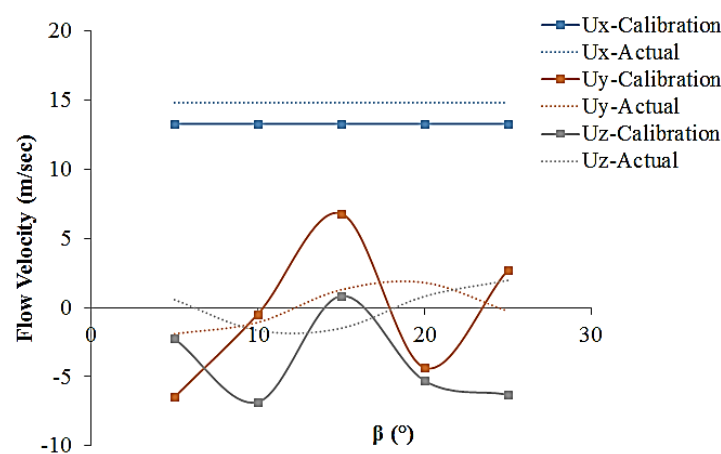 20
15
10
5
0
-5
-10
0
10
20
30
Flow Velocity (m/sec)
β (°)
Ux-Calibration
Ux-Actual
Uy-Calibration
Uy-Actual
Uz-Calibration
Uz-Actual